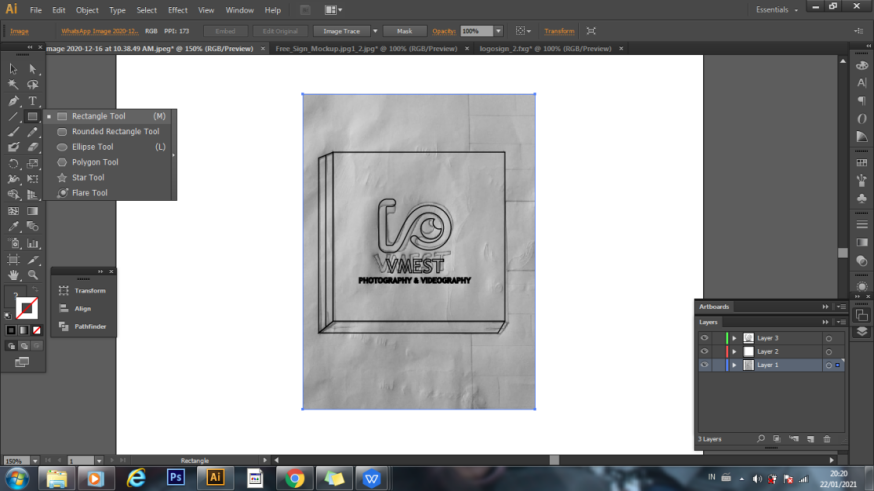 Ai File Edit Object Type Select Effect View Window Help Essentials
Image WhatsApp Image 2020-12... RGB PPI: 173 Embed Edit Original Image Trace Mask Opacity: 100% Transform
mage 2020-12-16 at 10.38.49 AM.jpeg* @ 150% (RGB/Preview) × Free_Sign_Mockup.jpg1_2.jpg* @ 100% (RGB/Preview) × logosign_2.fxg* @ 100% (RGB/Preview) ×
Rectangle Tool (M)
Rounded Rectangle Tool
Ellipse Tool (L)
Polygon Tool
Star Tool
Flare Tool
VMEST
PHOTOGRAPHY & VIDEOGRAPHY
Transform
Align
Pathfinder
Artboards
Layers
Layer 3
Layer 2
Layer 1
3 Layers
150% 1 Rectangle
Ps Ai W IN 20:20
22/01/2021